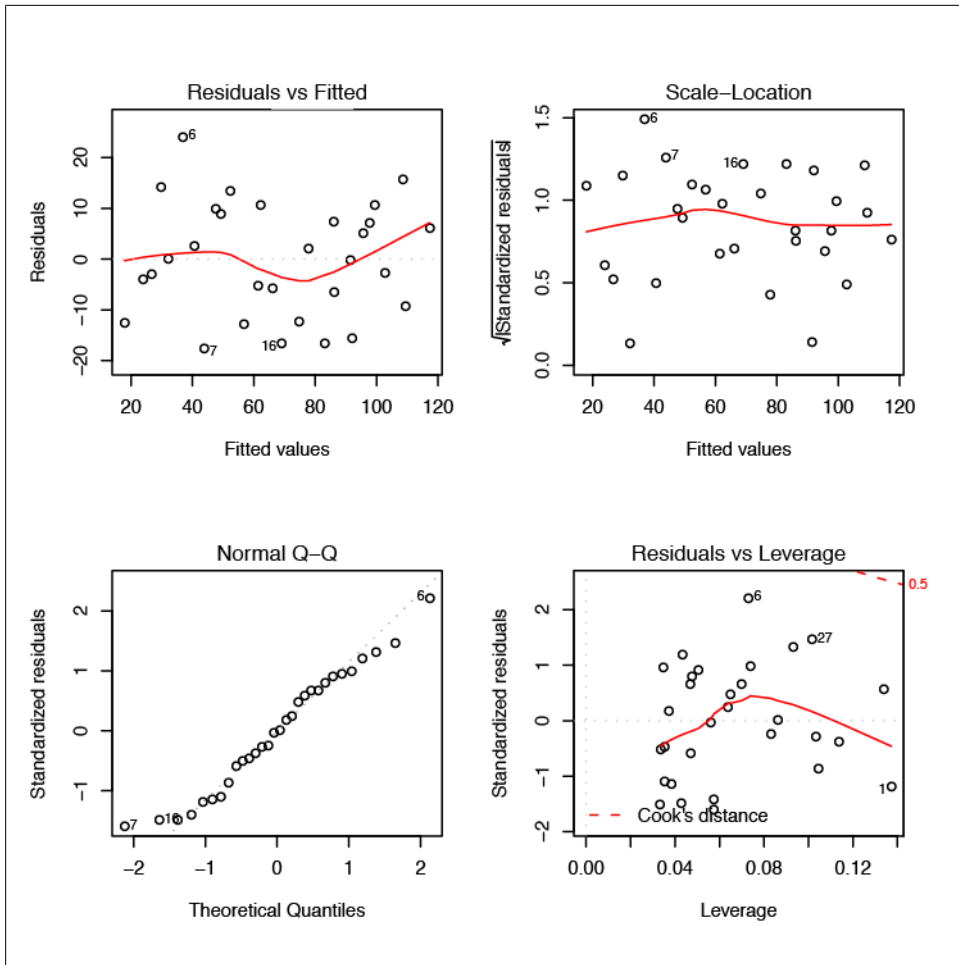 Residuals vs Fitted
Residuals
20
10
0
−10
−20
6
7
16
20 40 60 80 100 120
Fitted values
Scale−Location
√|Standardized residuals|
1.5
1.0
0.5
0.0
6
7
16
20 40 60 80 100 120
Fitted values
Normal Q−Q
Standardized residuals
2
1
0
−1
6
7
16
−2 −1 0 1 2
Theoretical Quantiles
Residuals vs Leverage
Standardized residuals
2
1
0
−1
−2
0.5
6
27
1
Cook's distance
0.00 0.04 0.08 0.12
Leverage